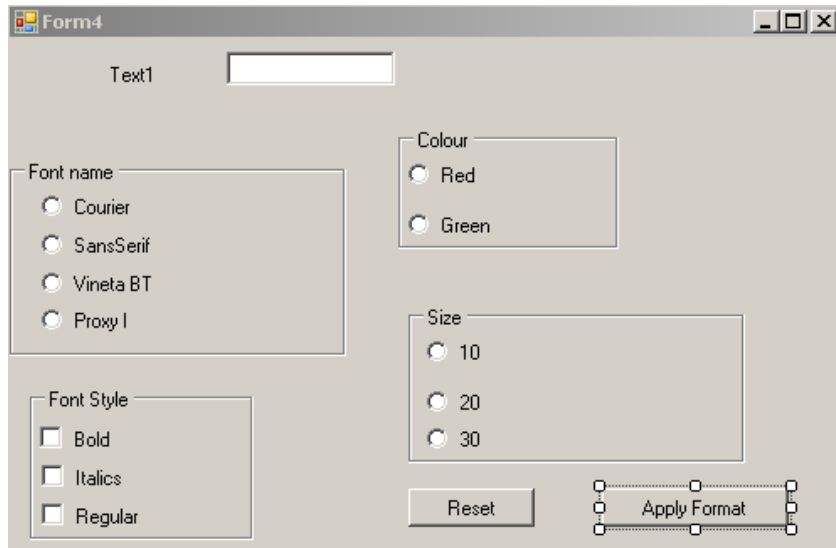 Form4
Text1
Font name
Courier
SansSerif
Vineta BT
Proxy I
Colour
Red
Green
Size
10
20
30
Font Style
Bold
Italics
Regular
Reset
Apply Format